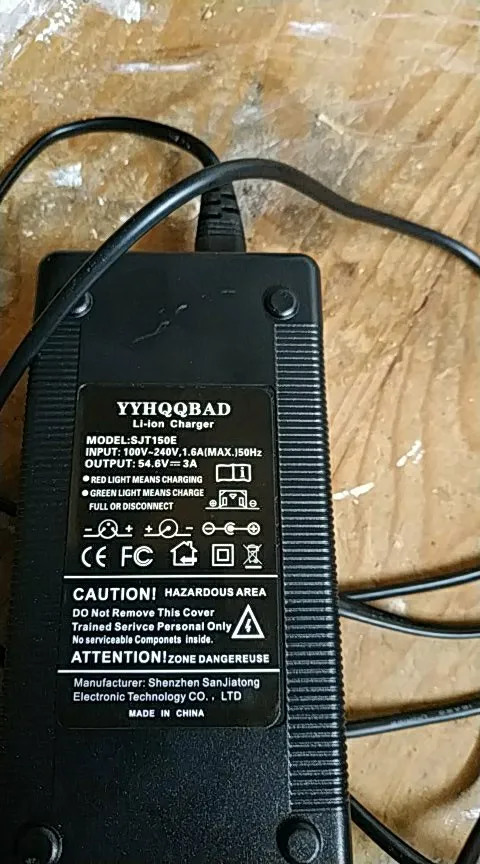 YYHQQBAD
Li-ion Charger
MODEL:SJT150E
INPUT: 100V~240V,1.6A(MAX.)50Hz
OUTPUT: 54.6V⎓3A
● RED LIGHT MEANS CHARGING
● GREEN LIGHT MEANS CHARGE
FULL OR DISCONNECT
CE FC
CAUTION! HAZARDOUS AREA
DO Not Remove This Cover
Trained Serivce Personal Only
No serviceable Componets inside.
ATTENTION! ZONE DANGEREUSE
Manufacturer: Shenzhen SanJiatong
Electronic Technology CO. , LTD
MADE IN CHINA